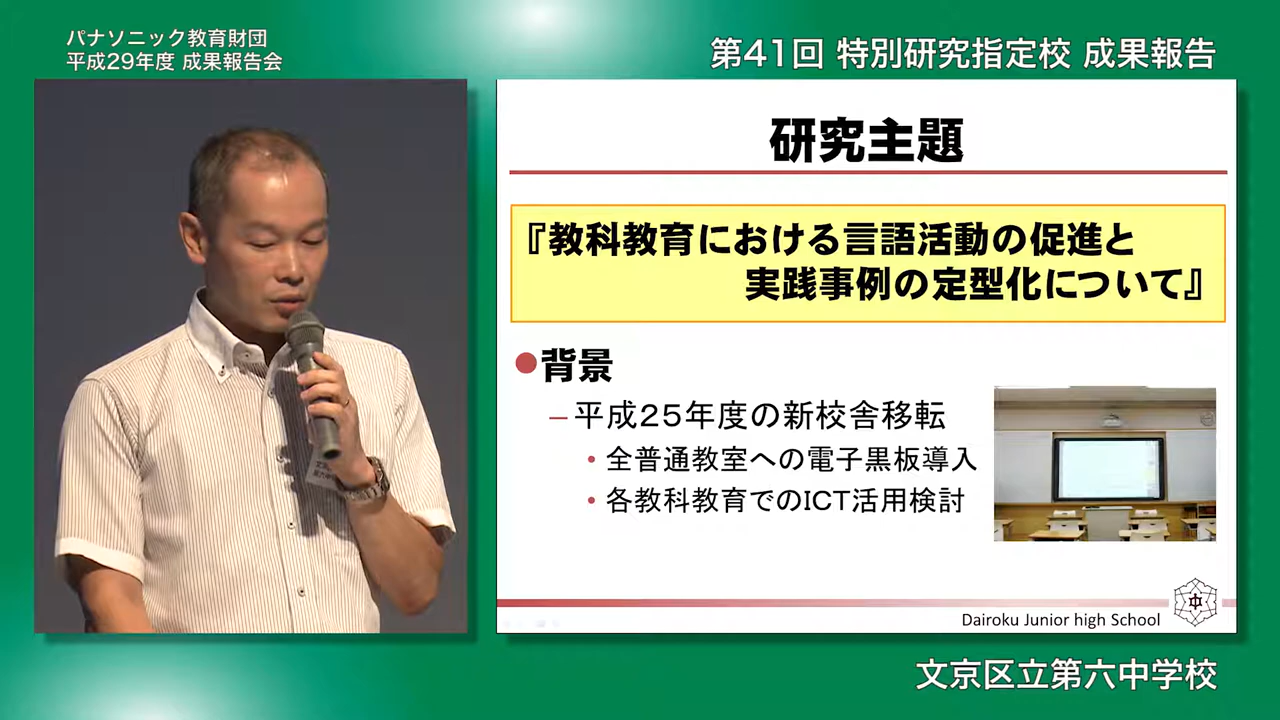 パナソニック教育財団
平成29年度 成果報告会
第41回 特別研究指定校 成果報告
研究主題
『教科教育における言語活動の促進と
実践事例の定型化について』
●背景
–平成25年度の新校舎移転
•全普通教室への電子黒板導入
•各教科教育でのICT活用検討
中
Dairoku Junior high School
文京区立第六中学校